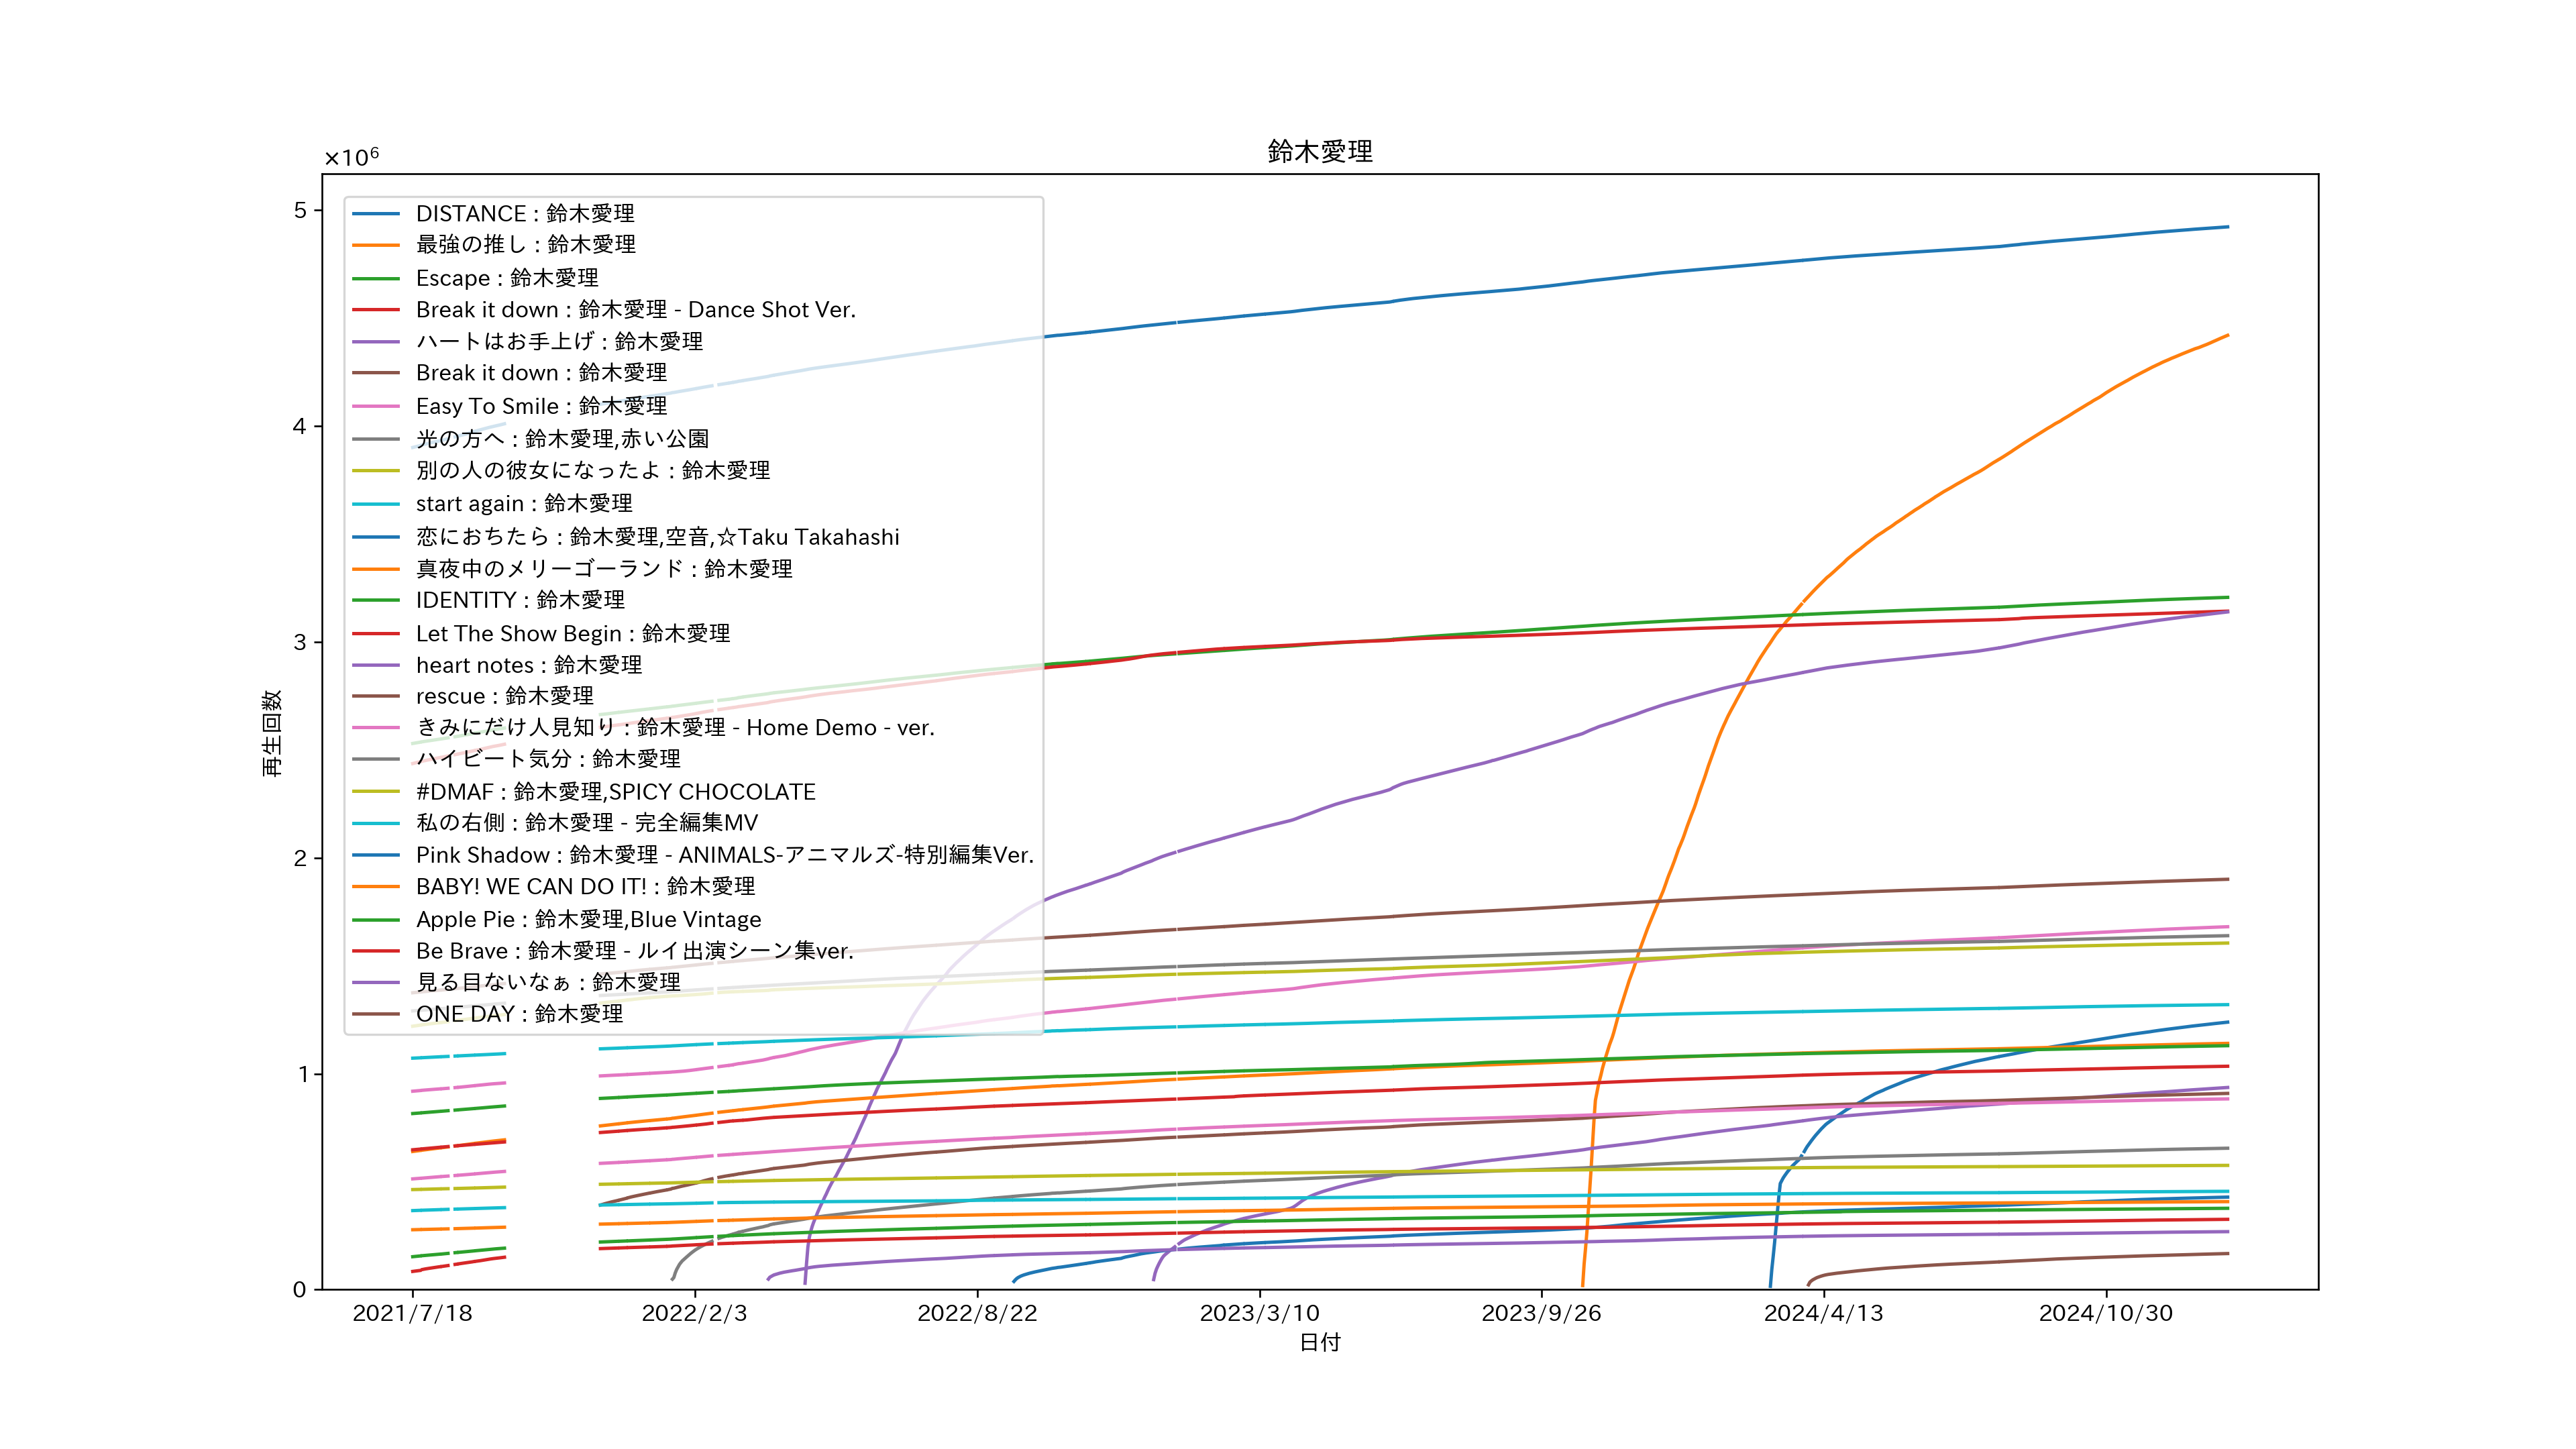 鈴木愛理
×10⁶
5
4
3
2
1
0
再生回数
DISTANCE : 鈴木愛理
最強の推し : 鈴木愛理
Escape : 鈴木愛理
Break it down : 鈴木愛理 - Dance Shot Ver.
ハートはお手上げ : 鈴木愛理
Break it down : 鈴木愛理
Easy To Smile : 鈴木愛理
光の方へ : 鈴木愛理,赤い公園
別の人の彼女になったよ : 鈴木愛理
start again : 鈴木愛理
恋におちたら : 鈴木愛理,空音,☆Taku Takahashi
真夜中のメリーゴーランド : 鈴木愛理
IDENTITY : 鈴木愛理
Let The Show Begin : 鈴木愛理
heart notes : 鈴木愛理
rescue : 鈴木愛理
きみにだけ人見知り : 鈴木愛理 - Home Demo - ver.
ハイビート気分 : 鈴木愛理
#DMAF : 鈴木愛理,SPICY CHOCOLATE
私の右側 : 鈴木愛理 - 完全編集MV
Pink Shadow : 鈴木愛理 - ANIMALS-アニマルズ-特別編集Ver.
BABY! WE CAN DO IT! : 鈴木愛理
Apple Pie : 鈴木愛理,Blue Vintage
Be Brave : 鈴木愛理 - ルイ出演シーン集ver.
見る目ないなぁ : 鈴木愛理
ONE DAY : 鈴木愛理
2021/7/18 2022/2/3 2022/8/22 2023/3/10 2023/9/26 2024/4/13 2024/10/30
日付